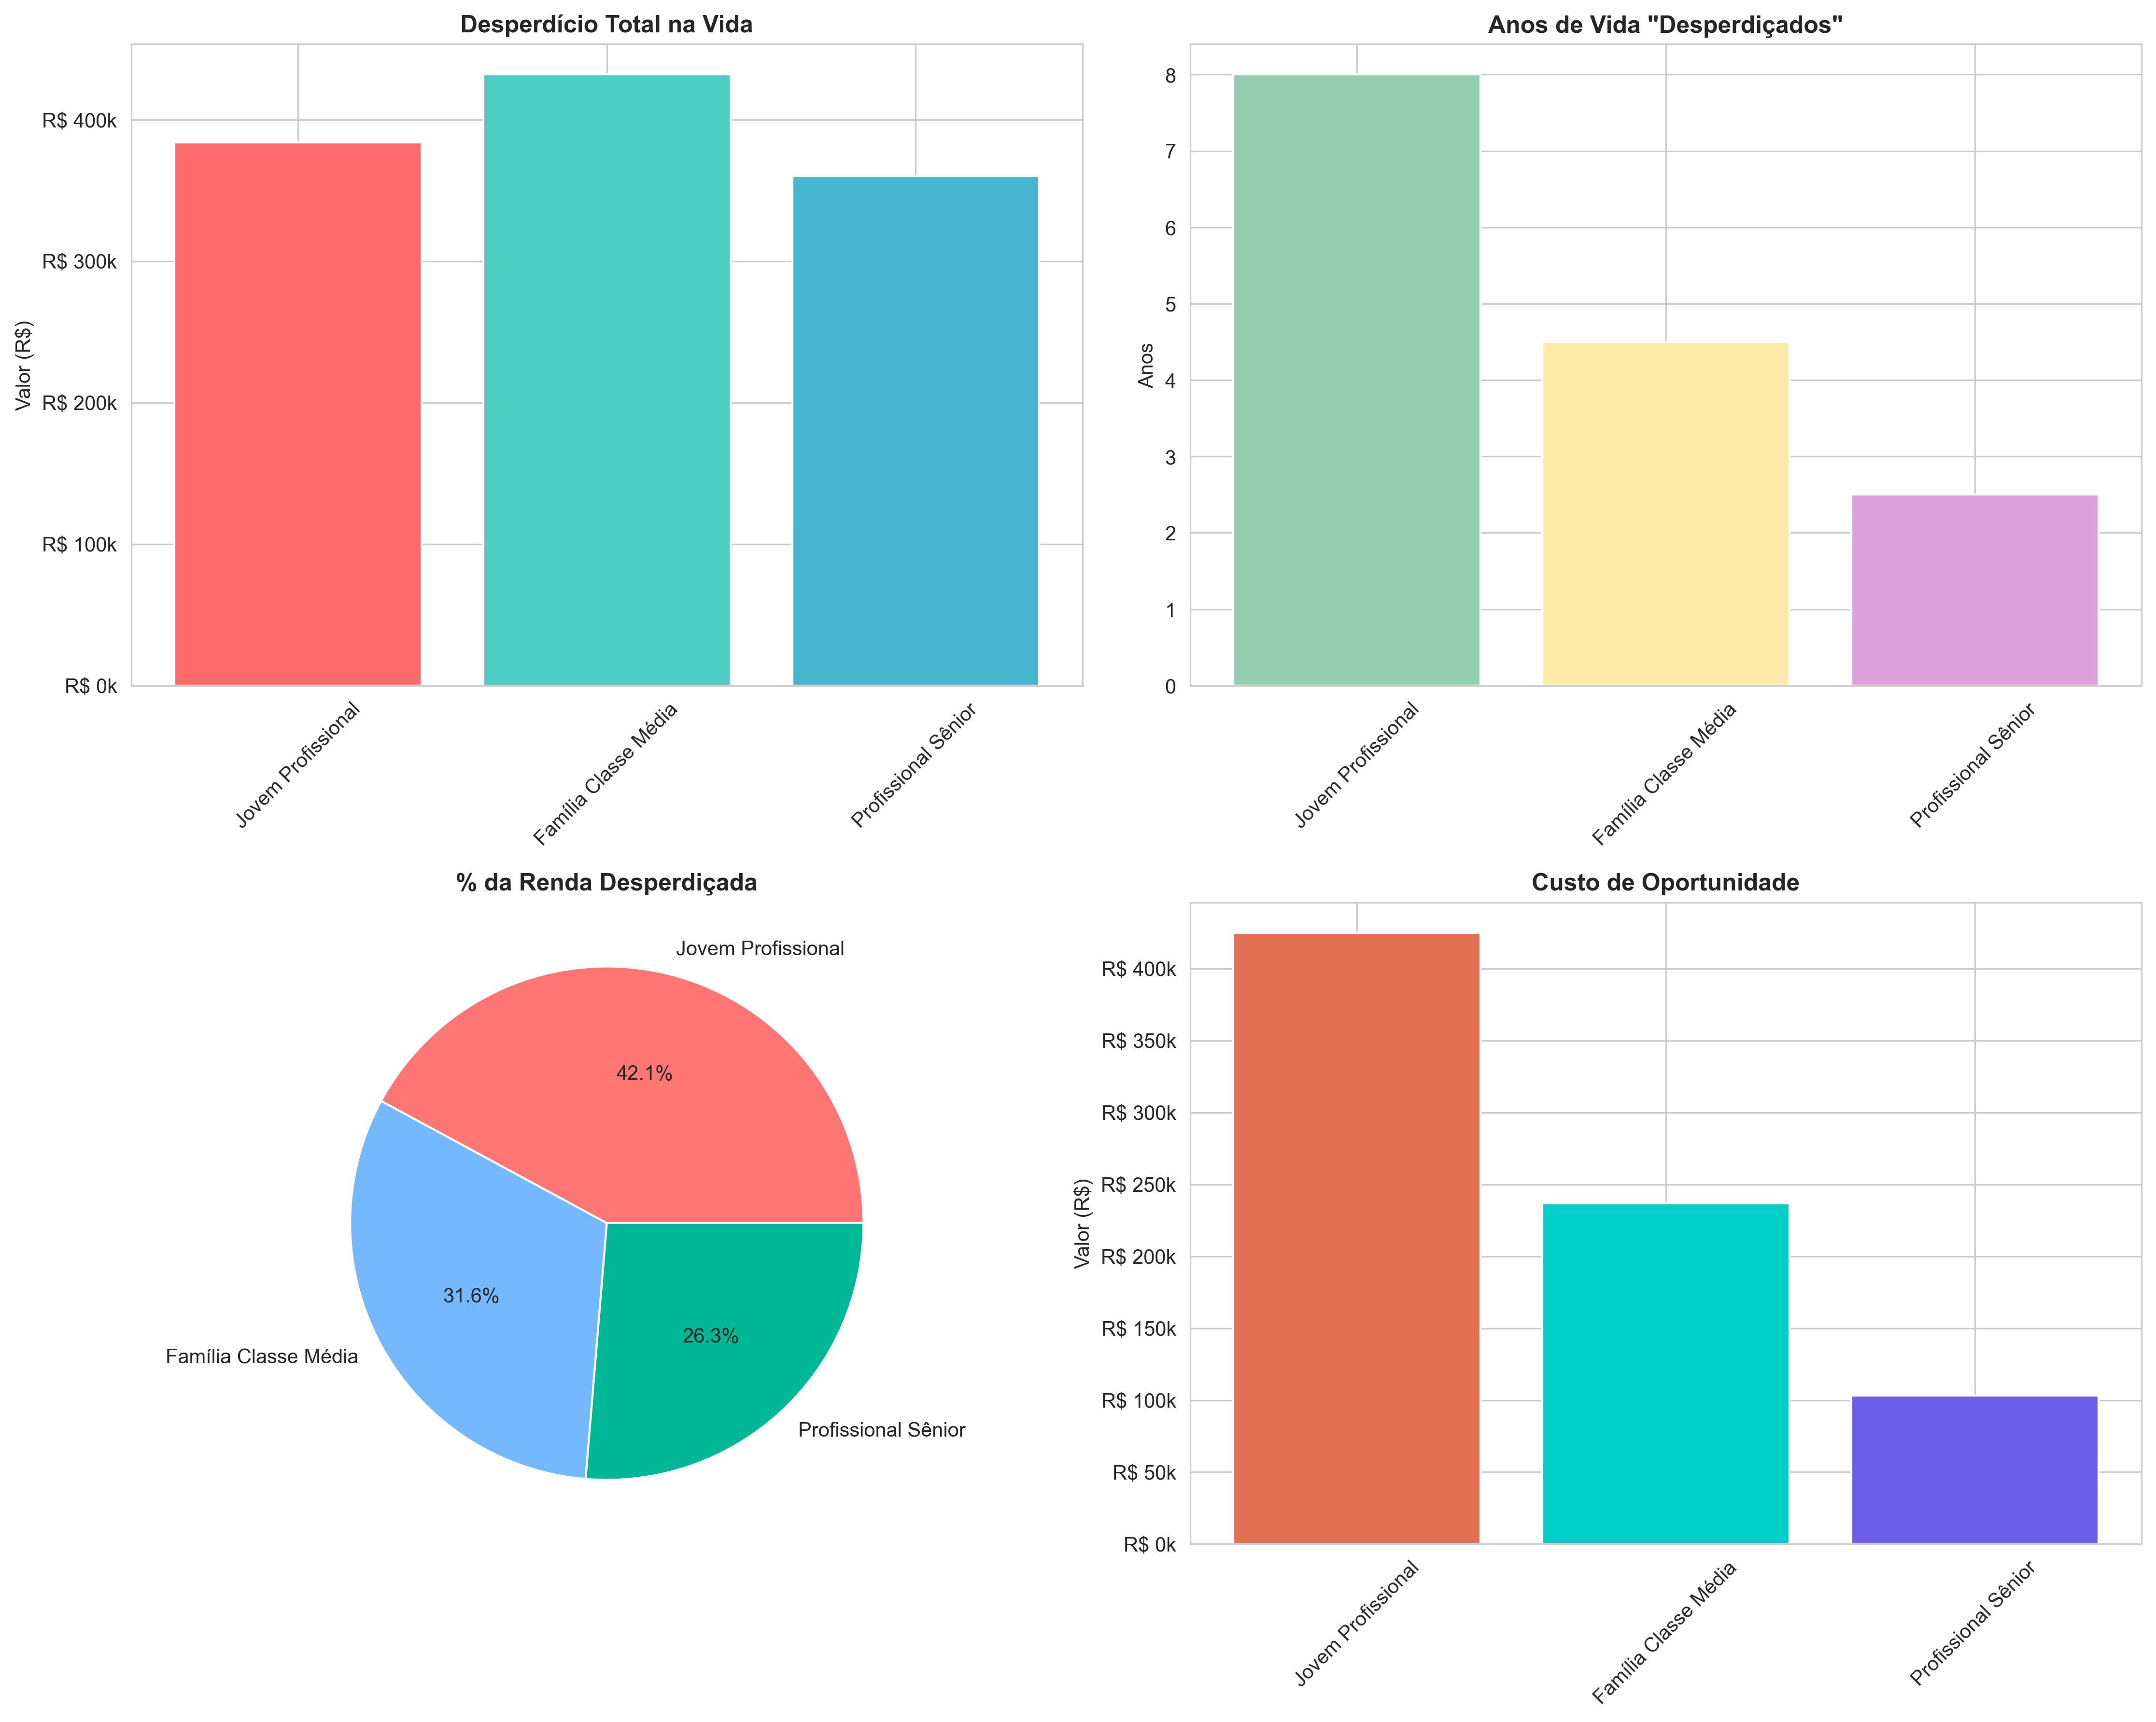 Desperdício Total na Vida
Valor (R$)
R$ 400k
R$ 300k
R$ 200k
R$ 100k
R$ 0k
Jovem Profissional
Família Classe Média
Profissional Sênior
Anos de Vida "Desperdiçados"
Anos
8
7
6
5
4
3
2
1
0
Jovem Profissional
Família Classe Média
Profissional Sênior
% da Renda Desperdiçada
Jovem Profissional
42.1%
31.6%
26.3%
Família Classe Média
Profissional Sênior
Custo de Oportunidade
Valor (R$)
R$ 400k
R$ 350k
R$ 300k
R$ 250k
R$ 200k
R$ 150k
R$ 100k
R$ 50k
R$ 0k
Jovem Profissional
Família Classe Média
Profissional Sênior